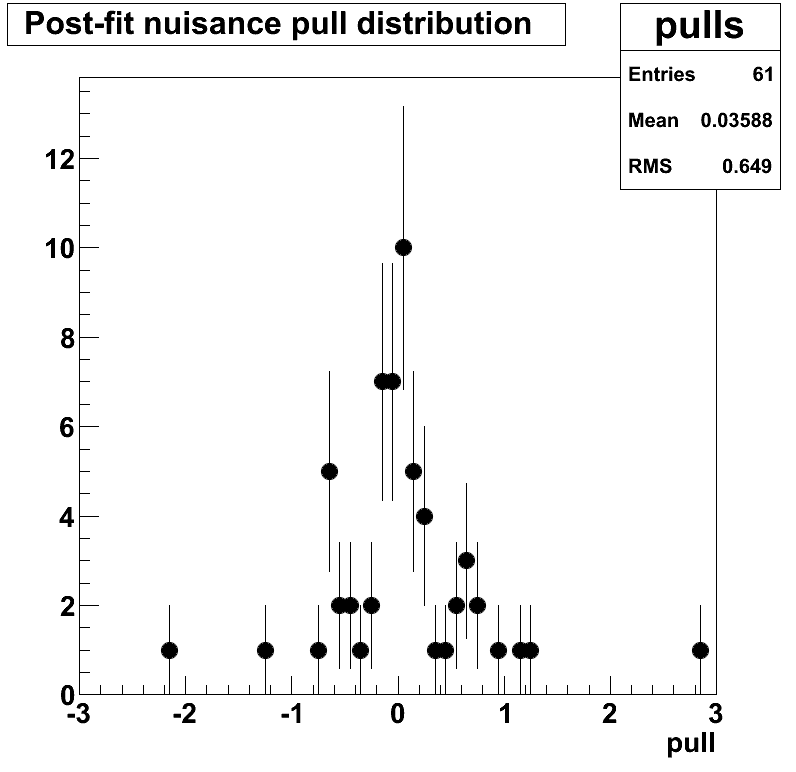 Post-fit nuisance pull distribution
pulls
Entries 61
Mean 0.03588
RMS 0.649
12
10
8
6
4
2
0
-3 -2 -1 0 1 2 3
pull